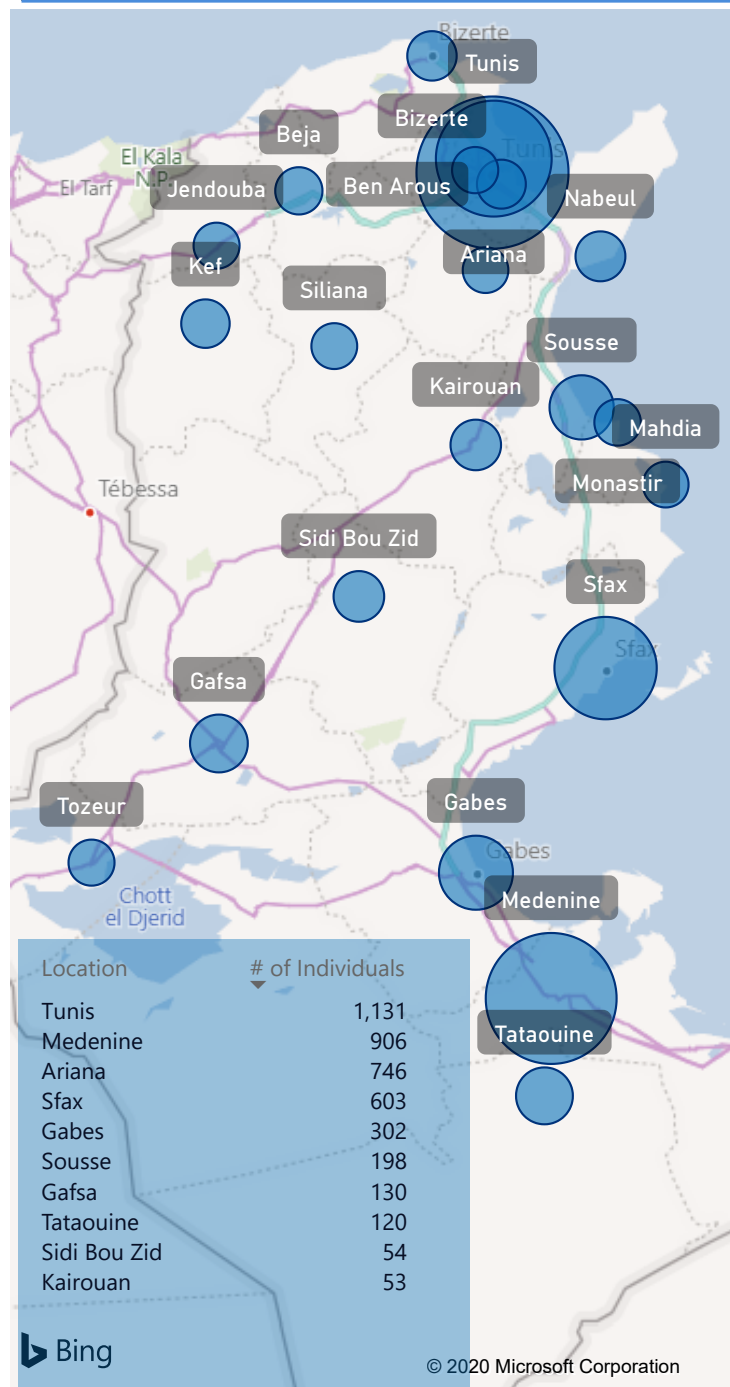 Bizerte
Tunis
Bizerte
Tunis
Beja
El Kala
N.P.
El Tarf
Jendouba
Ben Arous
Nabeul
Kef
Ariana
Siliana
Sousse
Kairouan
Mahdia
Monastir
Tébessa
Sidi Bou Zid
Sfax
Sfax
Gafsa
Tozeur
Gabes
Gabes
Chott
el Djerid
Medenine
Tataouine
Location # of Individuals
Tunis 1,131
Medenine 906
Ariana 746
Sfax 603
Gabes 302
Sousse 198
Gafsa 130
Tataouine 120
Sidi Bou Zid 54
Kairouan 53
Bing
© 2020 Microsoft Corporation